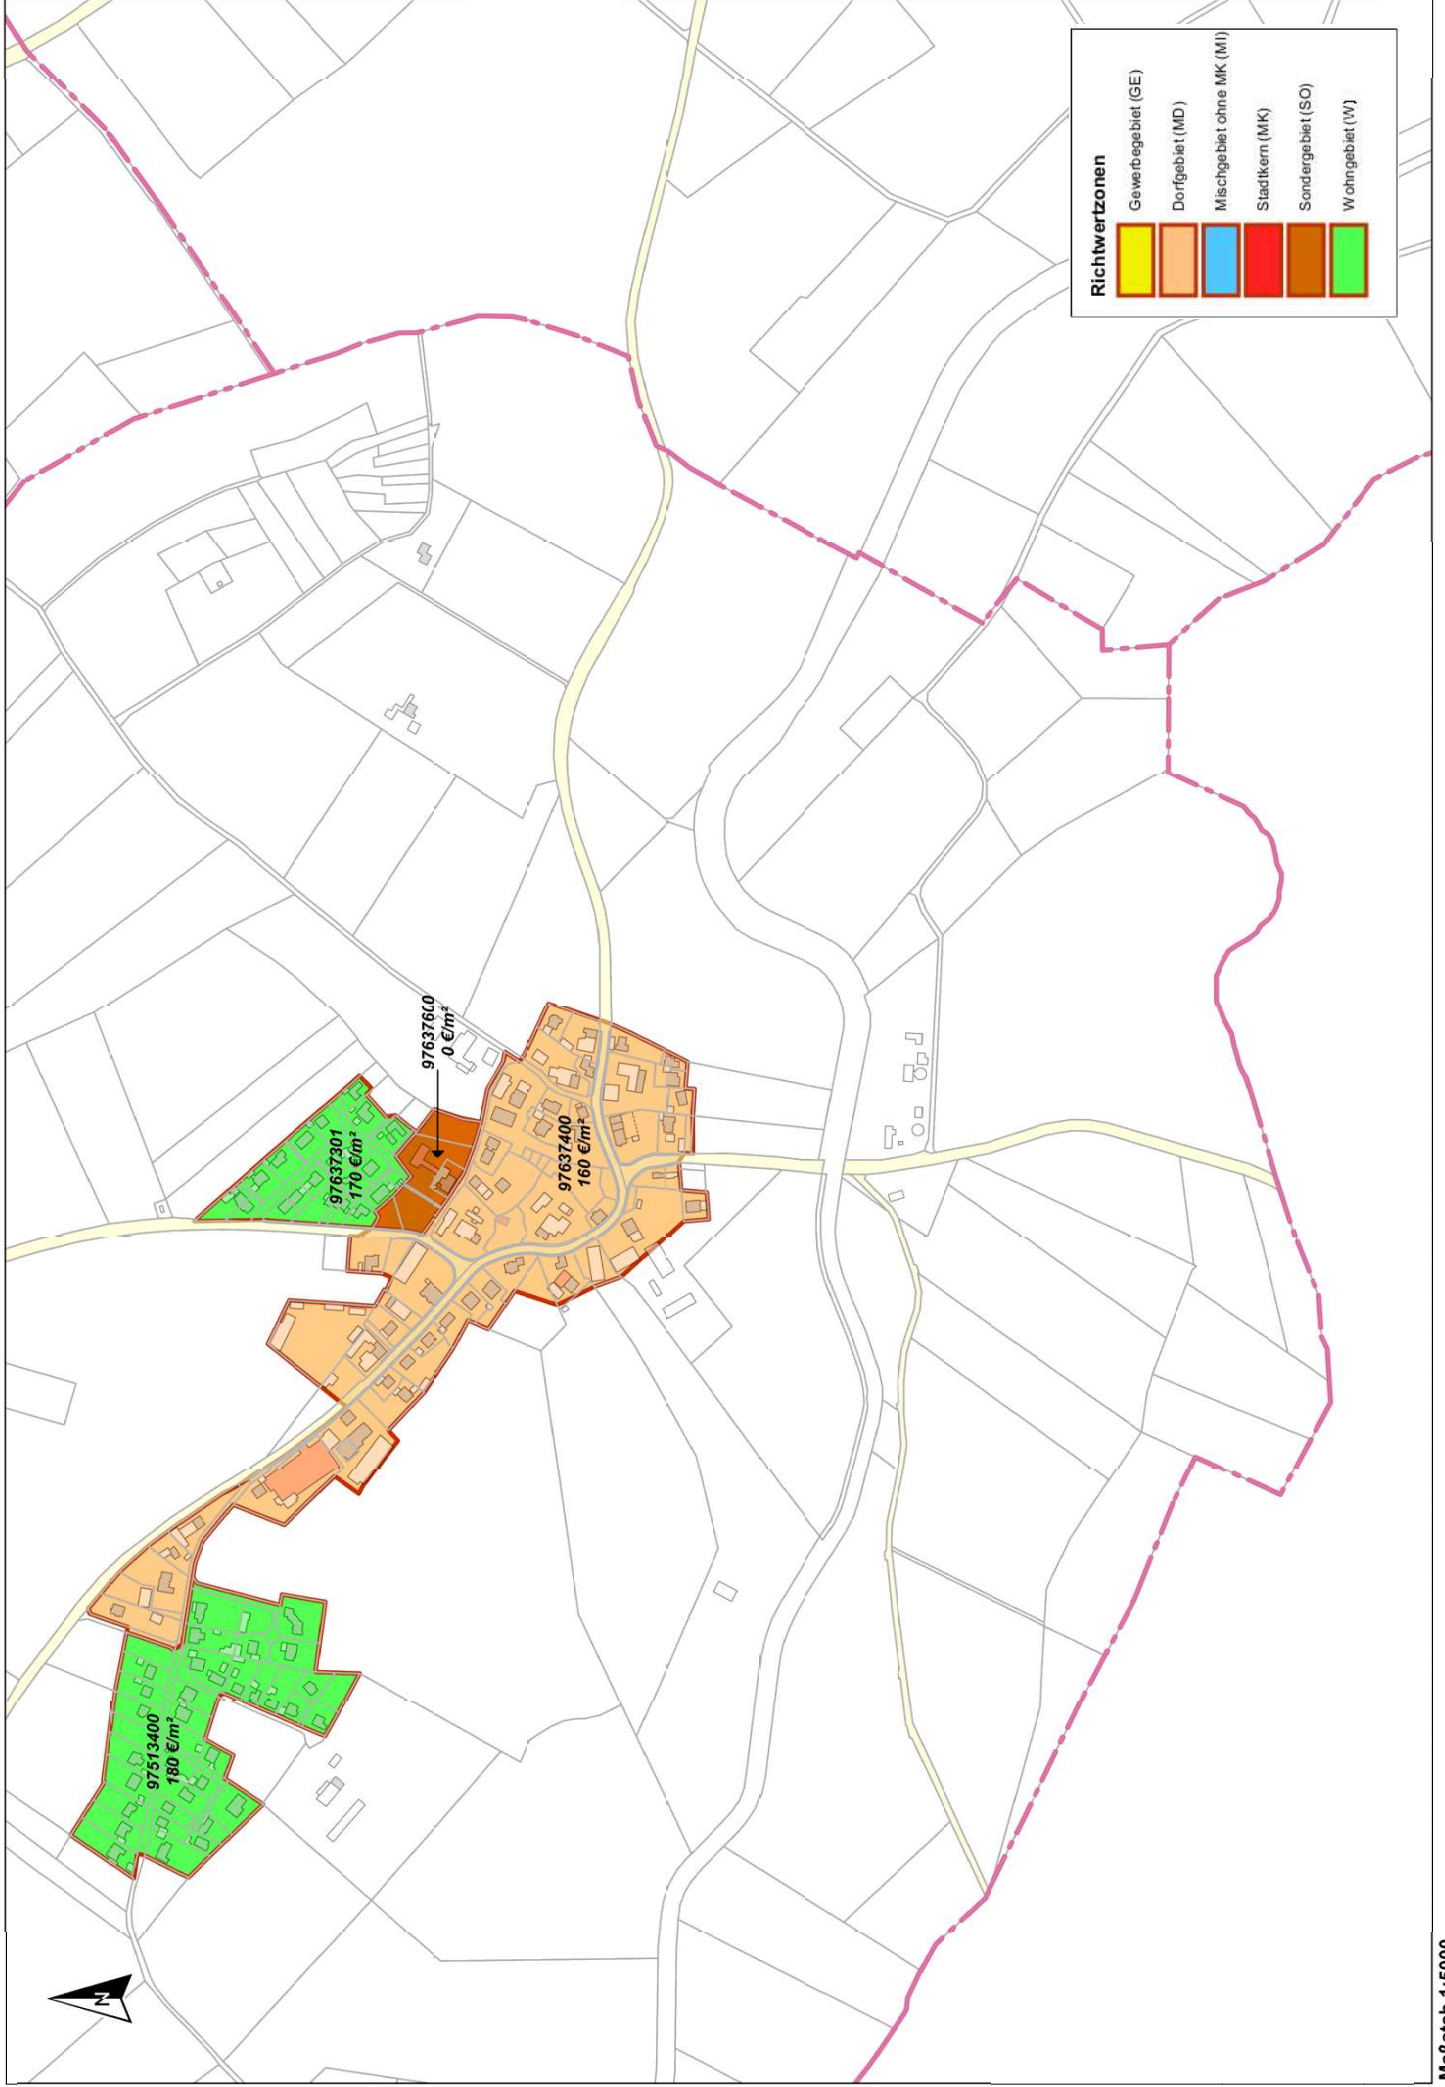 97513400
180 €/m²
97637301
170 €/m²
97637600
0 €/m²
97637400
160 €/m²
N
Richtwertzonen
Gewerbegebiet (GE)
Dorfgebiet (MD)
Mischgebiet ohne MK (MI)
Stadtkern (MK)
Sondergebiet (SO)
Wohngebiet (W)